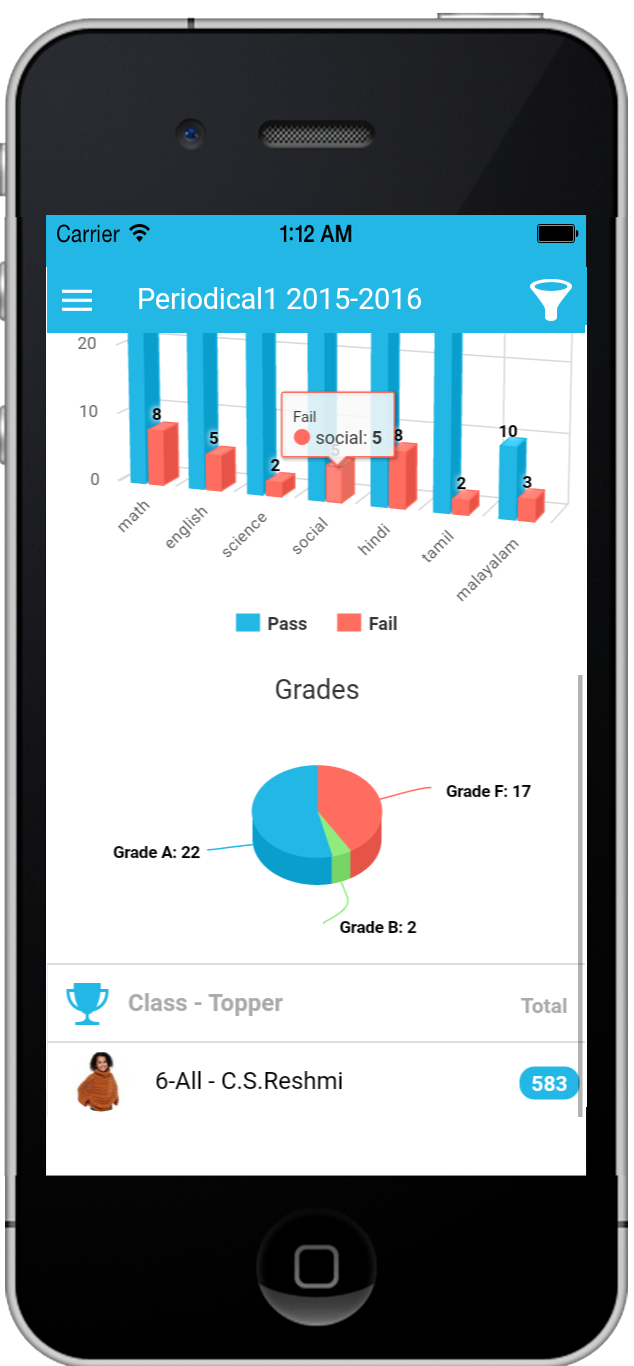 Carrier 1:12 AM
Periodical1 2015-2016
20
10
0
8
5
2
5
8
2
10
3
Fail
social: 5
math
english
science
social
hindi
tamil
malayalam
Pass Fail
Grades
Grade F: 17
Grade A: 22
Grade B: 2
Class - Topper Total
6-All - C.S.Reshmi 583